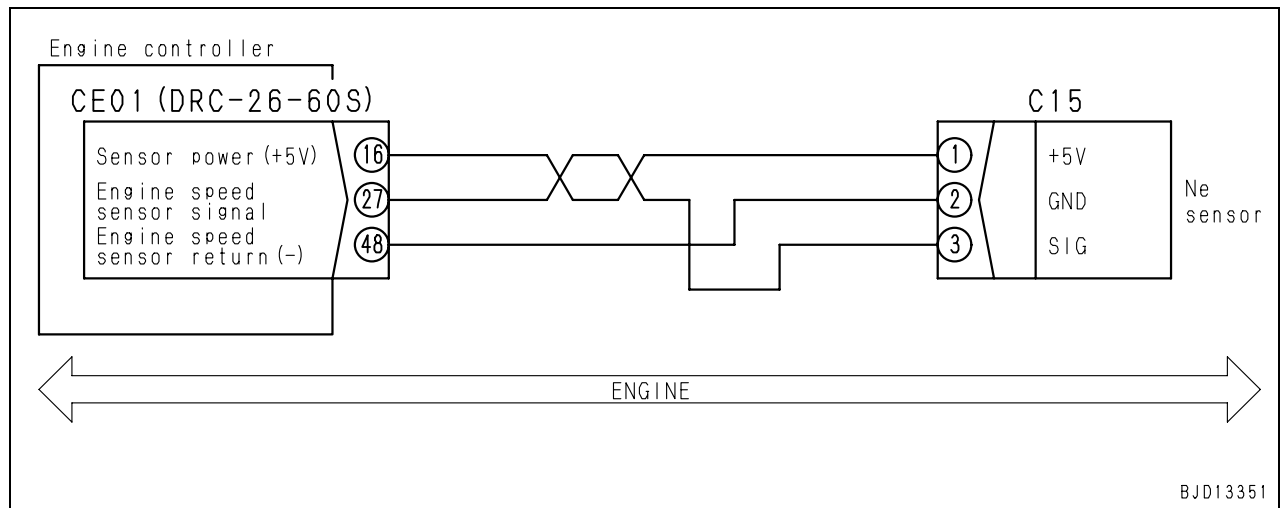 Engine controller
CE01 (DRC-26-60S)
C15
Sensor power (+5V)
16
1
+5V
Engine speed
sensor signal
27
2
GND
Ne
sensor
Engine speed
sensor return (-)
48
3
SIG
ENGINE
BJD13351